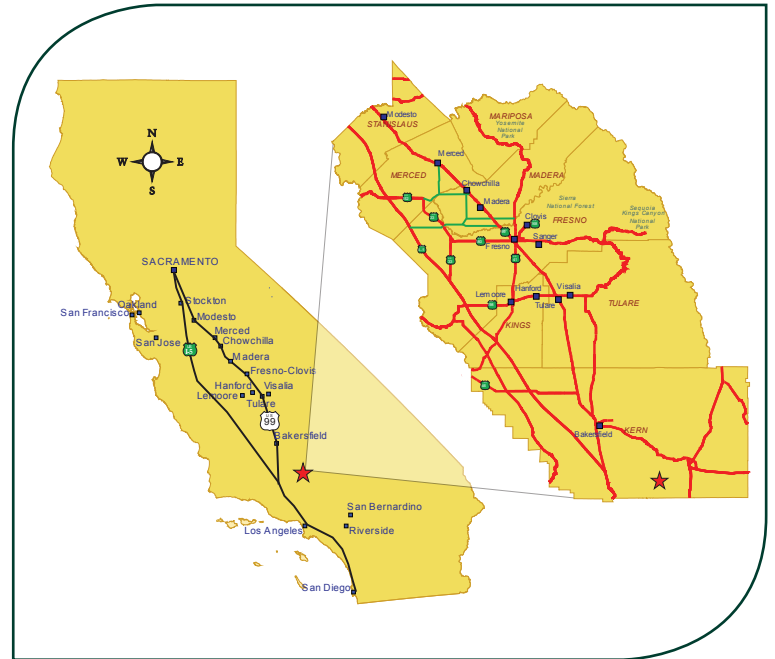 N
W
E
S
SACRAMENTO
Stockton
Oakland
San Francisco
Modesto
San Jose
Merced
Chowchilla
Madera
Fresno-Clovis
Hanford
Visalia
Lemoore
Tulare
99
Bakersfield
San Bernardino
Los Angeles
Riverside
San Diego
Modesto
STANISLAUS
MARIPOSA
Yosemite
National
Park
Merced
MERCED
Chowchilla
MADERA
Madera
Sierra
National Forest
Sequoia
Kings Canyon
National
Park
Clovis
FRESNO
Fresno
Sanger
Hanford
Visalia
Lemoore
Tulare
TULARE
KINGS
Bakersfield
KERN